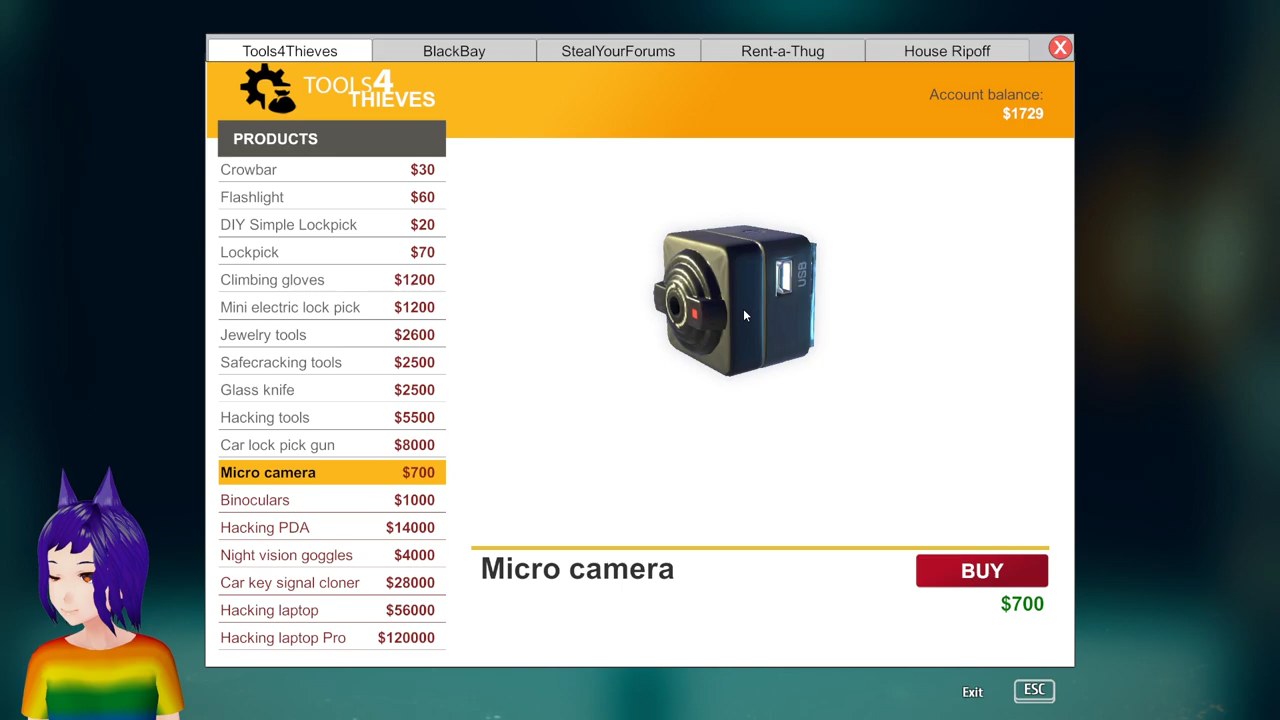 Tools4Thieves BlackBay StealYourForums Rent-a-Thug House Ripoff X
TOOLS4
THIEVES
Account balance:
$1729
PRODUCTS
Crowbar $30
Flashlight $60
DIY Simple Lockpick $20
Lockpick $70
Climbing gloves $1200
Mini electric lock pick $1200
Jewelry tools $2600
Safecracking tools $2500
Glass knife $2500
Hacking tools $5500
Car lock pick gun $8000
Micro camera $700
Binoculars $1000
Hacking PDA $14000
Night vision goggles $4000
Car key signal cloner $28000
Hacking laptop $56000
Hacking laptop Pro $120000
USB
Micro camera BUY
$700
Exit ESC